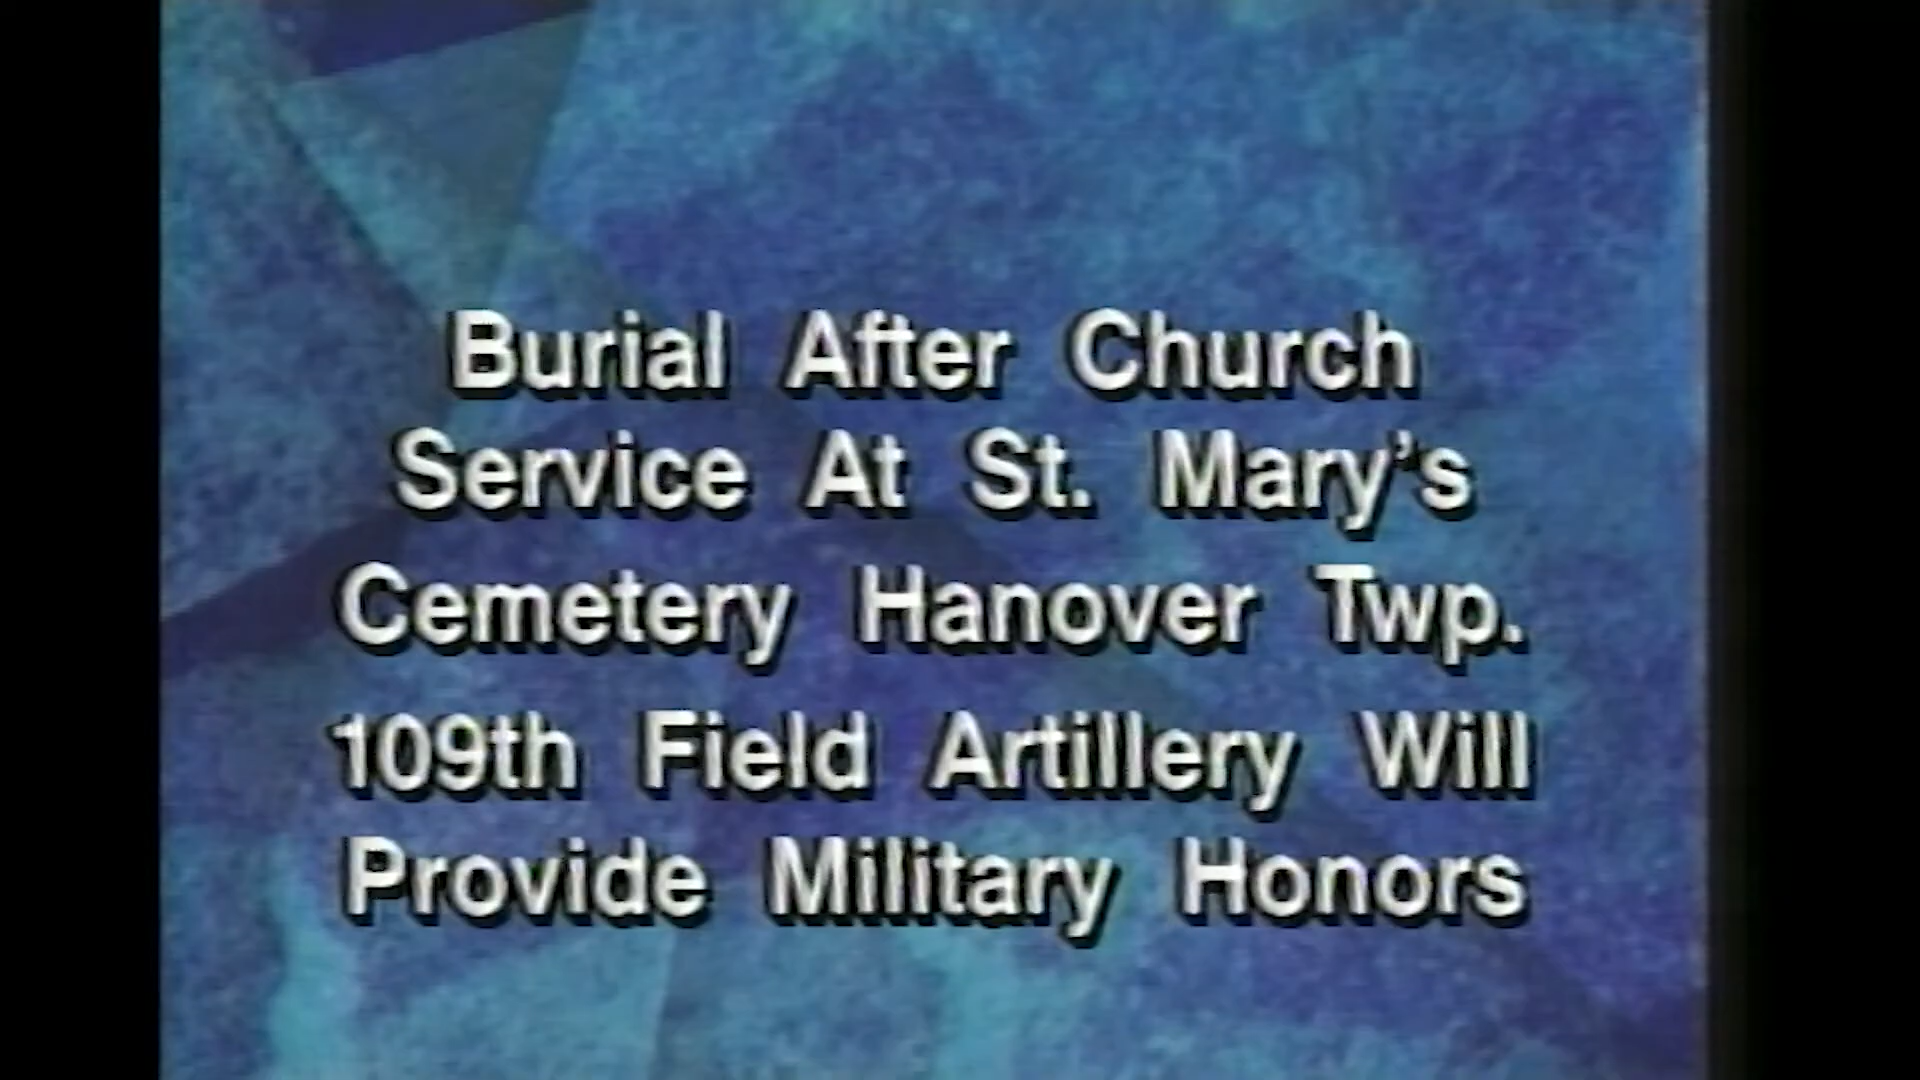 Burial After Church
Service At St. Mary's
Cemetery Hanover Twp.
109th Field Artillery Will
Provide Military Honors